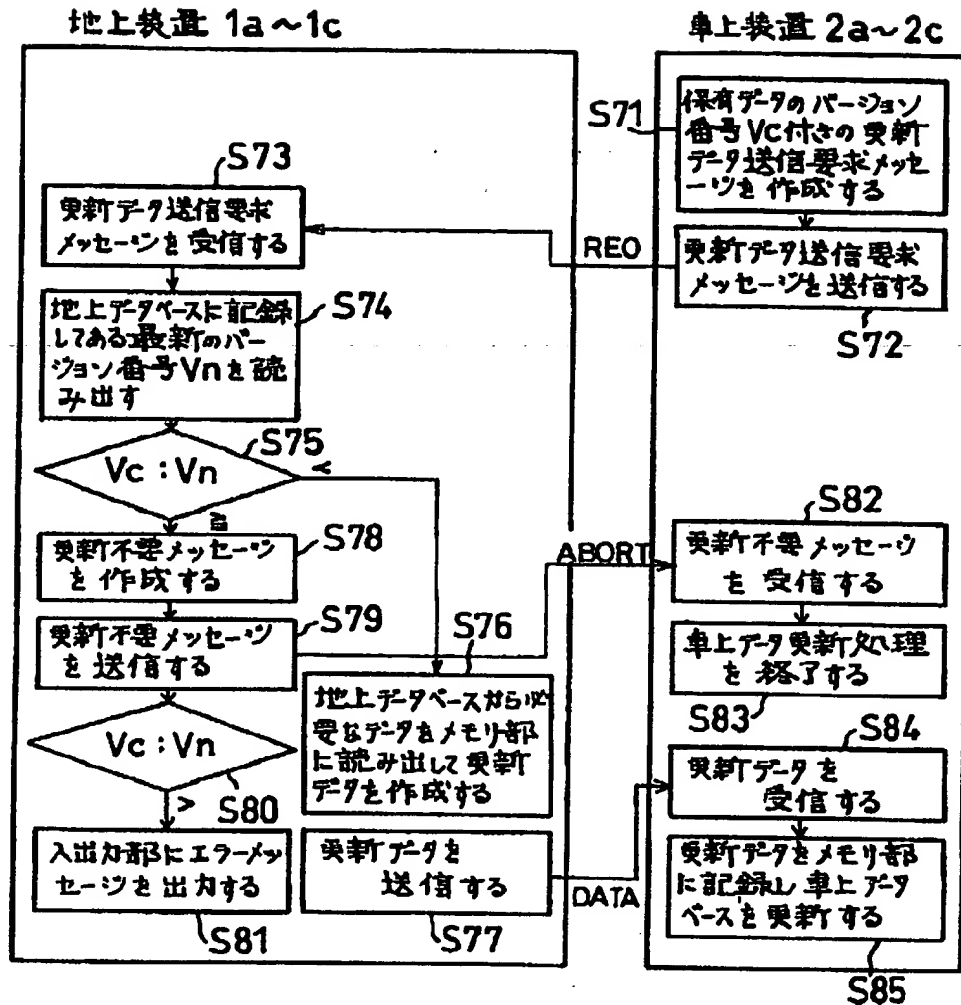 地上装置 1a～1c
車上装置 2a～2c
S71
保有データのバージョン
番号Vc付きの更新
データ送信要求メッセ
ージを作成する
S73
更新データ送信要求
メッセージを受信する
REQ
更新データ送信要求
メッセージを送信する
S72
地上データベースに記録
してある最新のバー
ジョン番号Vnを読
み出す
S74
Vc:Vn
S75
<
≧
更新不要メッセージ
を作成する
S78
ABORT
S82
更新不要メッセージ
を受信する
更新不要メッセージ
を送信する
S79
S76
車上データ更新処理
を終了する
S83
地上データベースから必
要なデータをメモリ部
に読み出して更新
データを作成する
Vc:Vn
S80
>
S84
更新データを
受信する
入出力部にエラーメッ
セージを出力する
S81
更新データを
送信する
S77
DATA
更新データをメモリ部
に記録し車上データ
ベースを更新する
S85